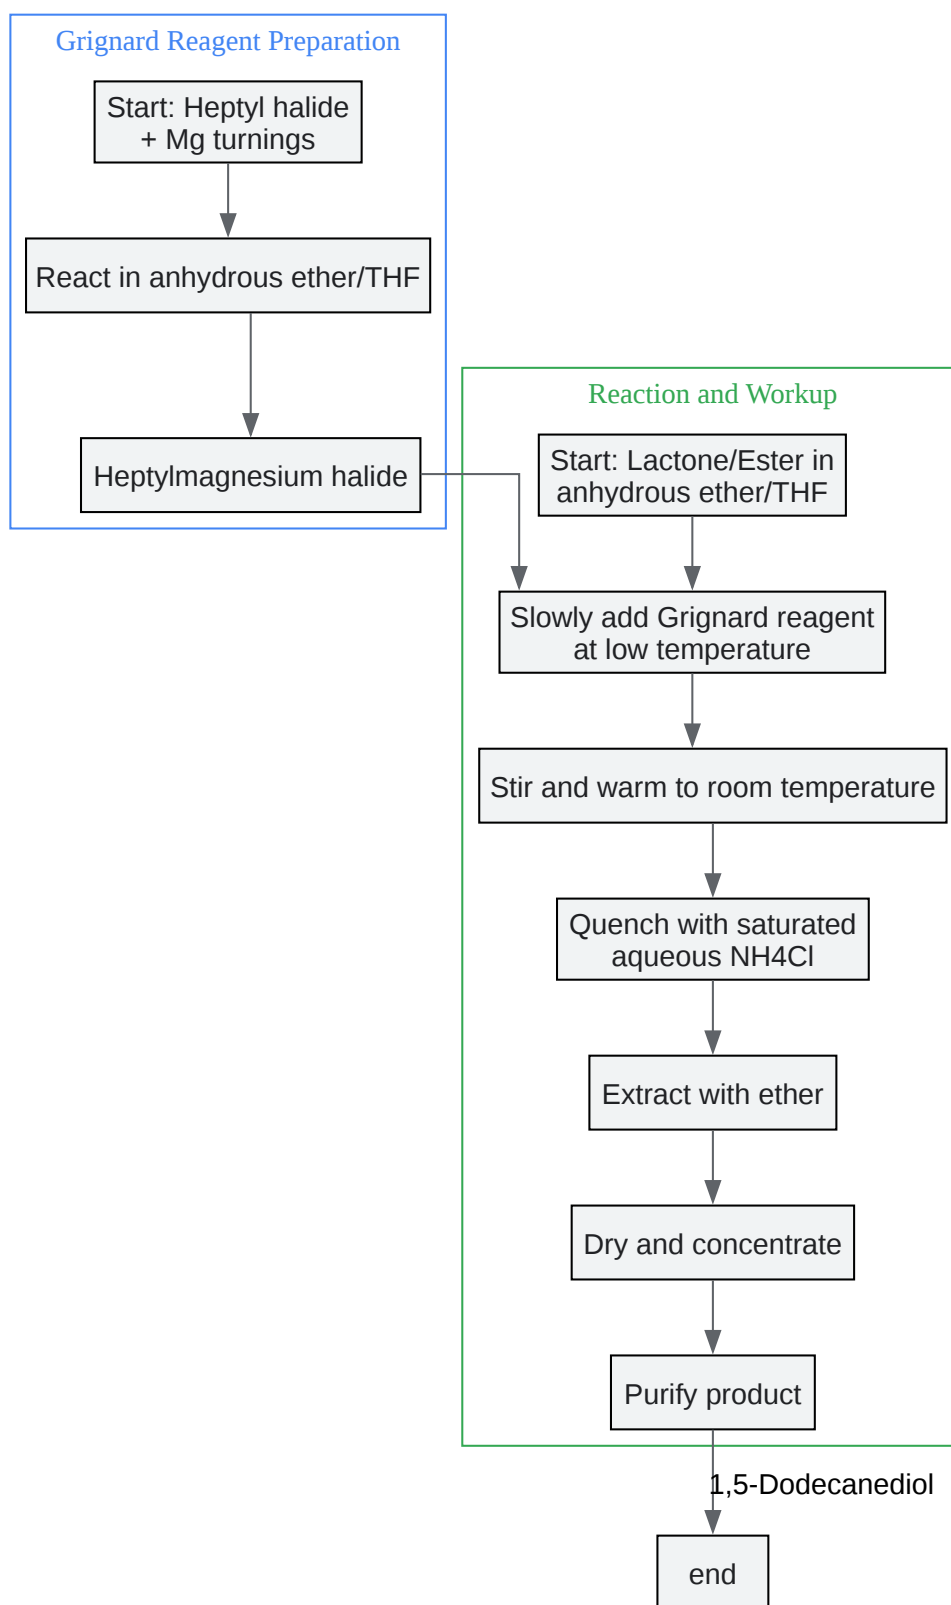 Grignard Reagent Preparation
Start: Heptyl halide
+ Mg turnings
React in anhydrous ether/THF
Heptylmagnesium halide
Reaction and Workup
Start: Lactone/Ester in
anhydrous ether/THF
Slowly add Grignard reagent
at low temperature
Stir and warm to room temperature
Quench with saturated
aqueous NH4Cl
Extract with ether
Dry and concentrate
Purify product
1,5-Dodecanediol
end